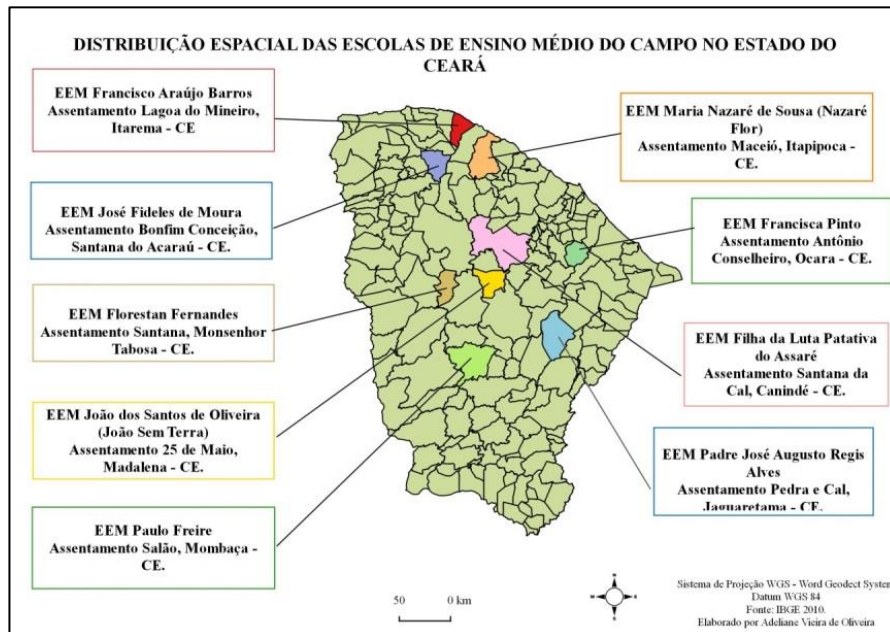 DISTRIBUIÇÃO ESPACIAL DAS ESCOLAS DE ENSINO MÉDIO DO CAMPO NO ESTADO DO
CEARÁ
EEM Francisco Araújo Barros
Assentamento Lagoa do Mineiro,
Itarema - CE
EEM José Fideles de Moura
Assentamento Bonfim Conceição,
Santana do Acaraú - CE.
EEM Florestan Fernandes
Assentamento Santana, Monsenhor
Tabosa - CE.
EEM João dos Santos de Oliveira
(João Sem Terra)
Assentamento 25 de Maio,
Madalena - CE.
EEM Paulo Freire
Assentamento Salão, Mombaça -
CE.
EEM Maria Nazaré de Sousa (Nazaré
Flor)
Assentamento Maceió, Itapipoca -
CE.
EEM Francisca Pinto
Assentamento Antônio
Conselheiro, Ocara - CE.
EEM Filha da Luta Patativa
do Assaré
Assentamento Santana da
Cal, Canindé - CE.
EEM Padre José Augusto Regis
Alves
Assentamento Pedra e Cal,
Jaguaretama - CE.
50 0 km
N
W E
S
Sistema de Projeção WGS - Word Geodect System
Datum WGS 84
Fonte: IBGE 2010.
Elaborado por Adeliane Vieira de Oliveira